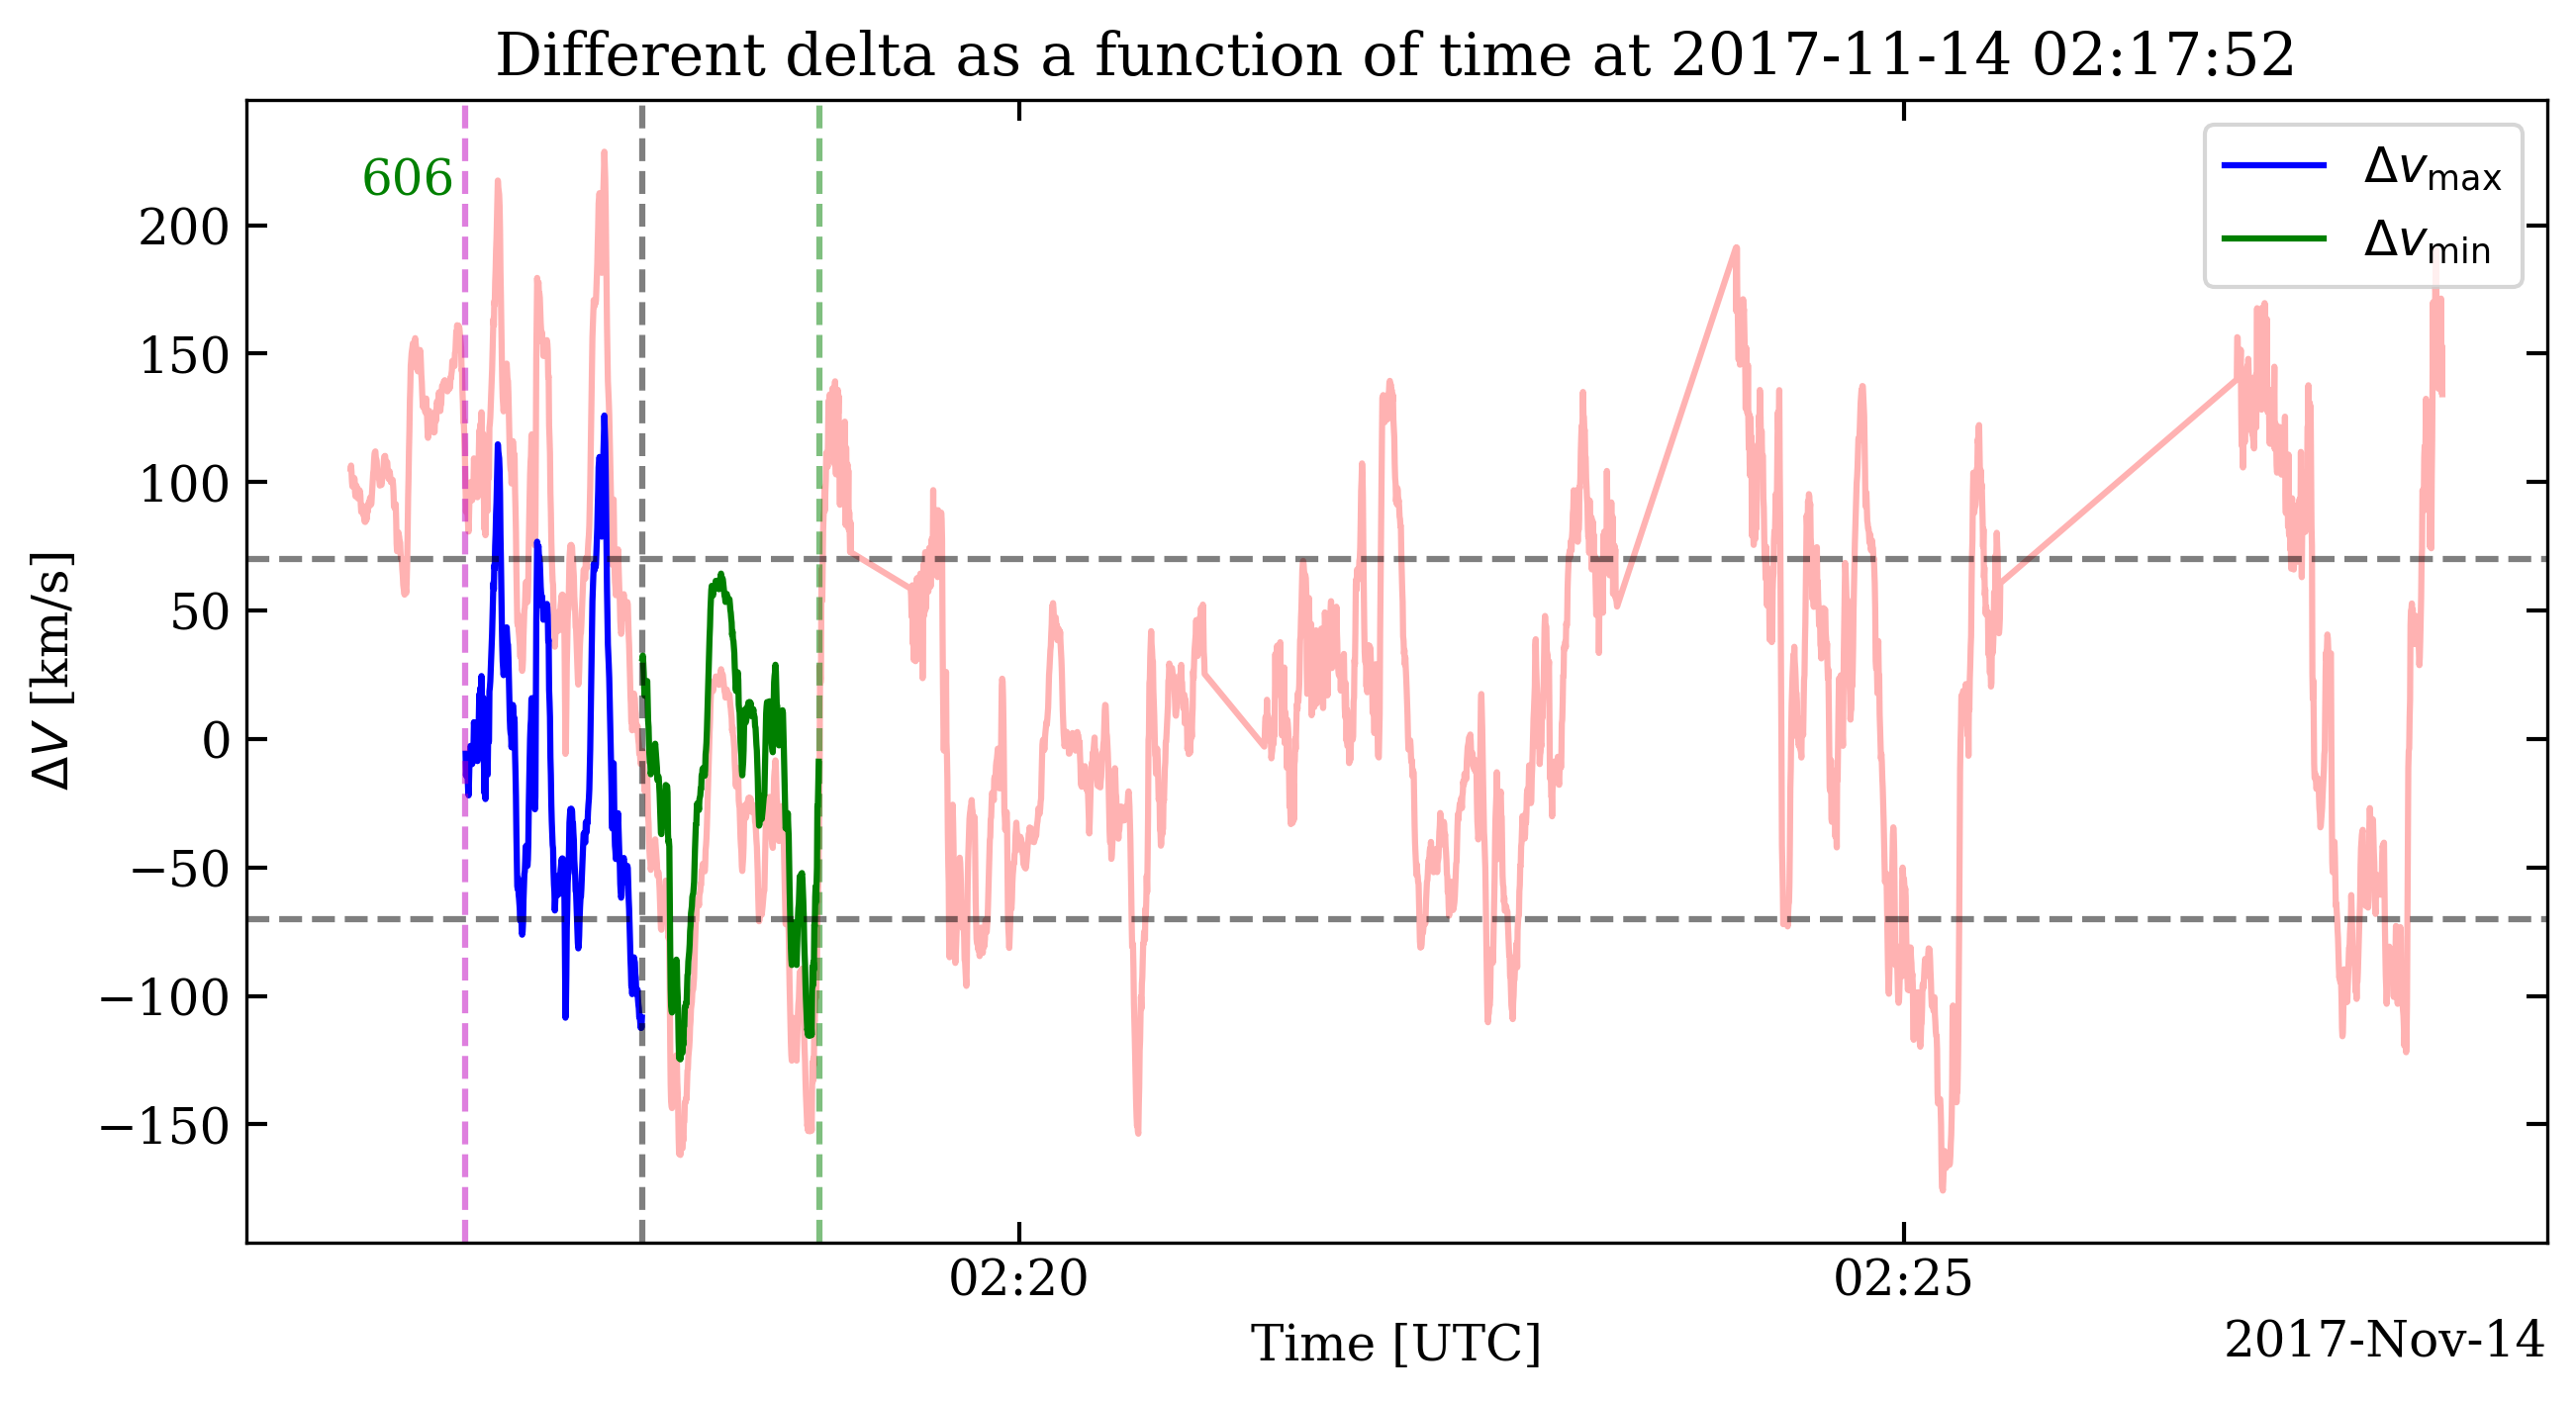 Different delta as a function of time at 2017-11-14 02:17:52
606
Δv_max
Δv_min
200
150
100
50
0
−50
−100
−150
ΔV [km/s]
02:20
02:25
Time [UTC]
2017-Nov-14